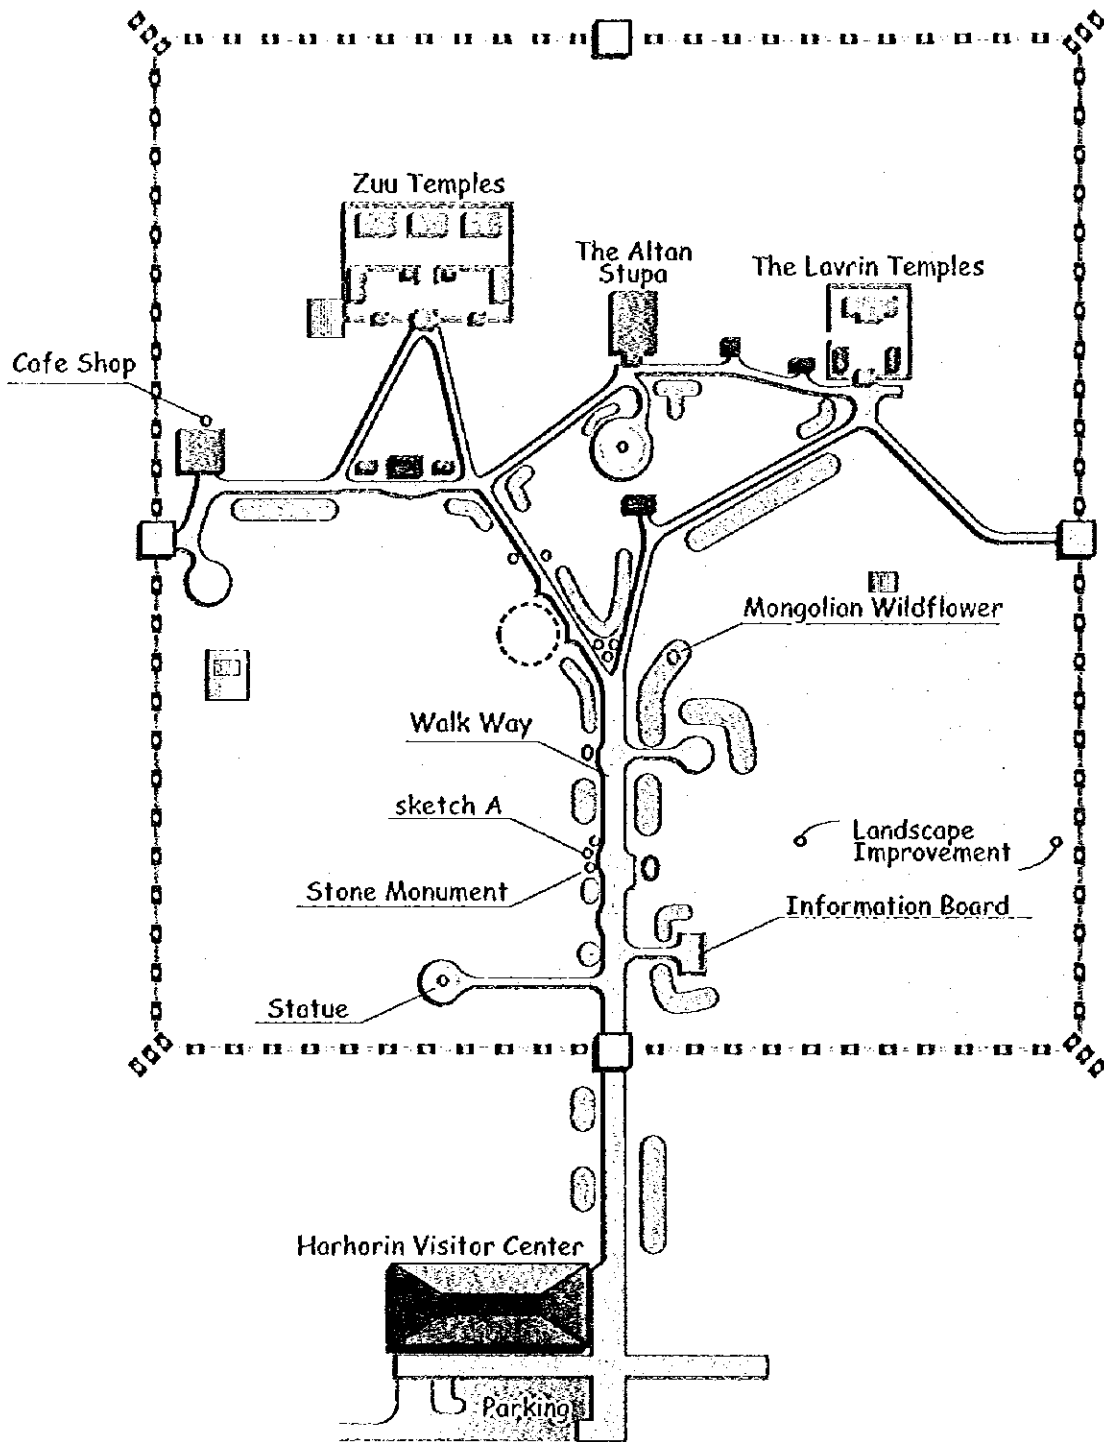 Zuu Temples
The Altan
Stupa
The Lavrin Temples
Cafe Shop
Mongolian Wildflower
Walk Way
sketch A
Landscape
Improvement
Stone Monument
Information Board
Statue
Harhorin Visitor Center
Parking